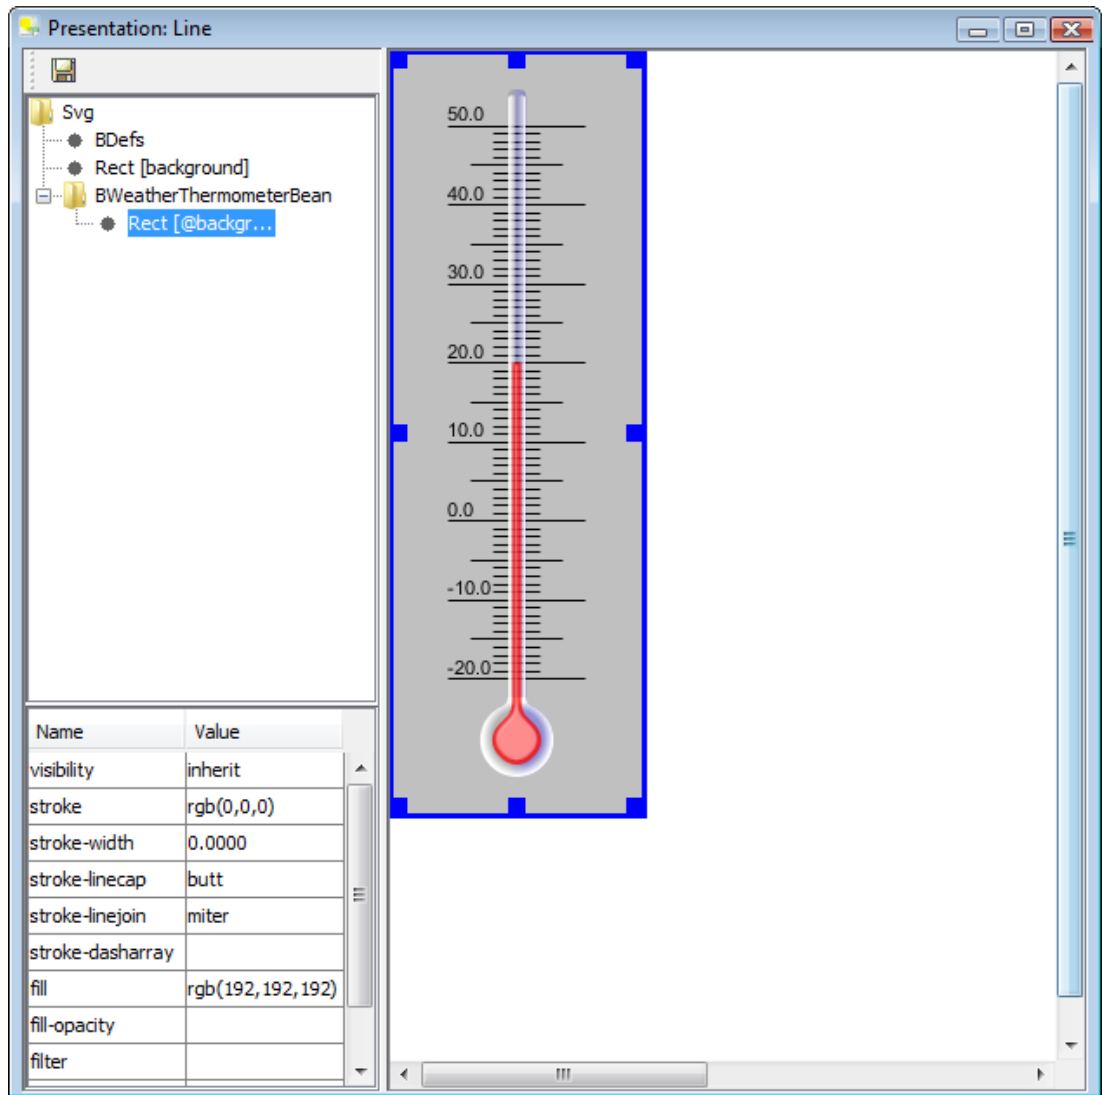 Presentation: Line
Svg
BDefs
Rect [background]
BWeatherThermometerBean
Rect [@backgr...
Name Value
visibility inherit
stroke rgb(0,0,0)
stroke-width 0.0000
stroke-linecap butt
stroke-linejoin miter
stroke-dasharray
fill rgb(192,192,192)
fill-opacity
filter
50.0
40.0
30.0
20.0
10.0
0.0
-10.0
-20.0